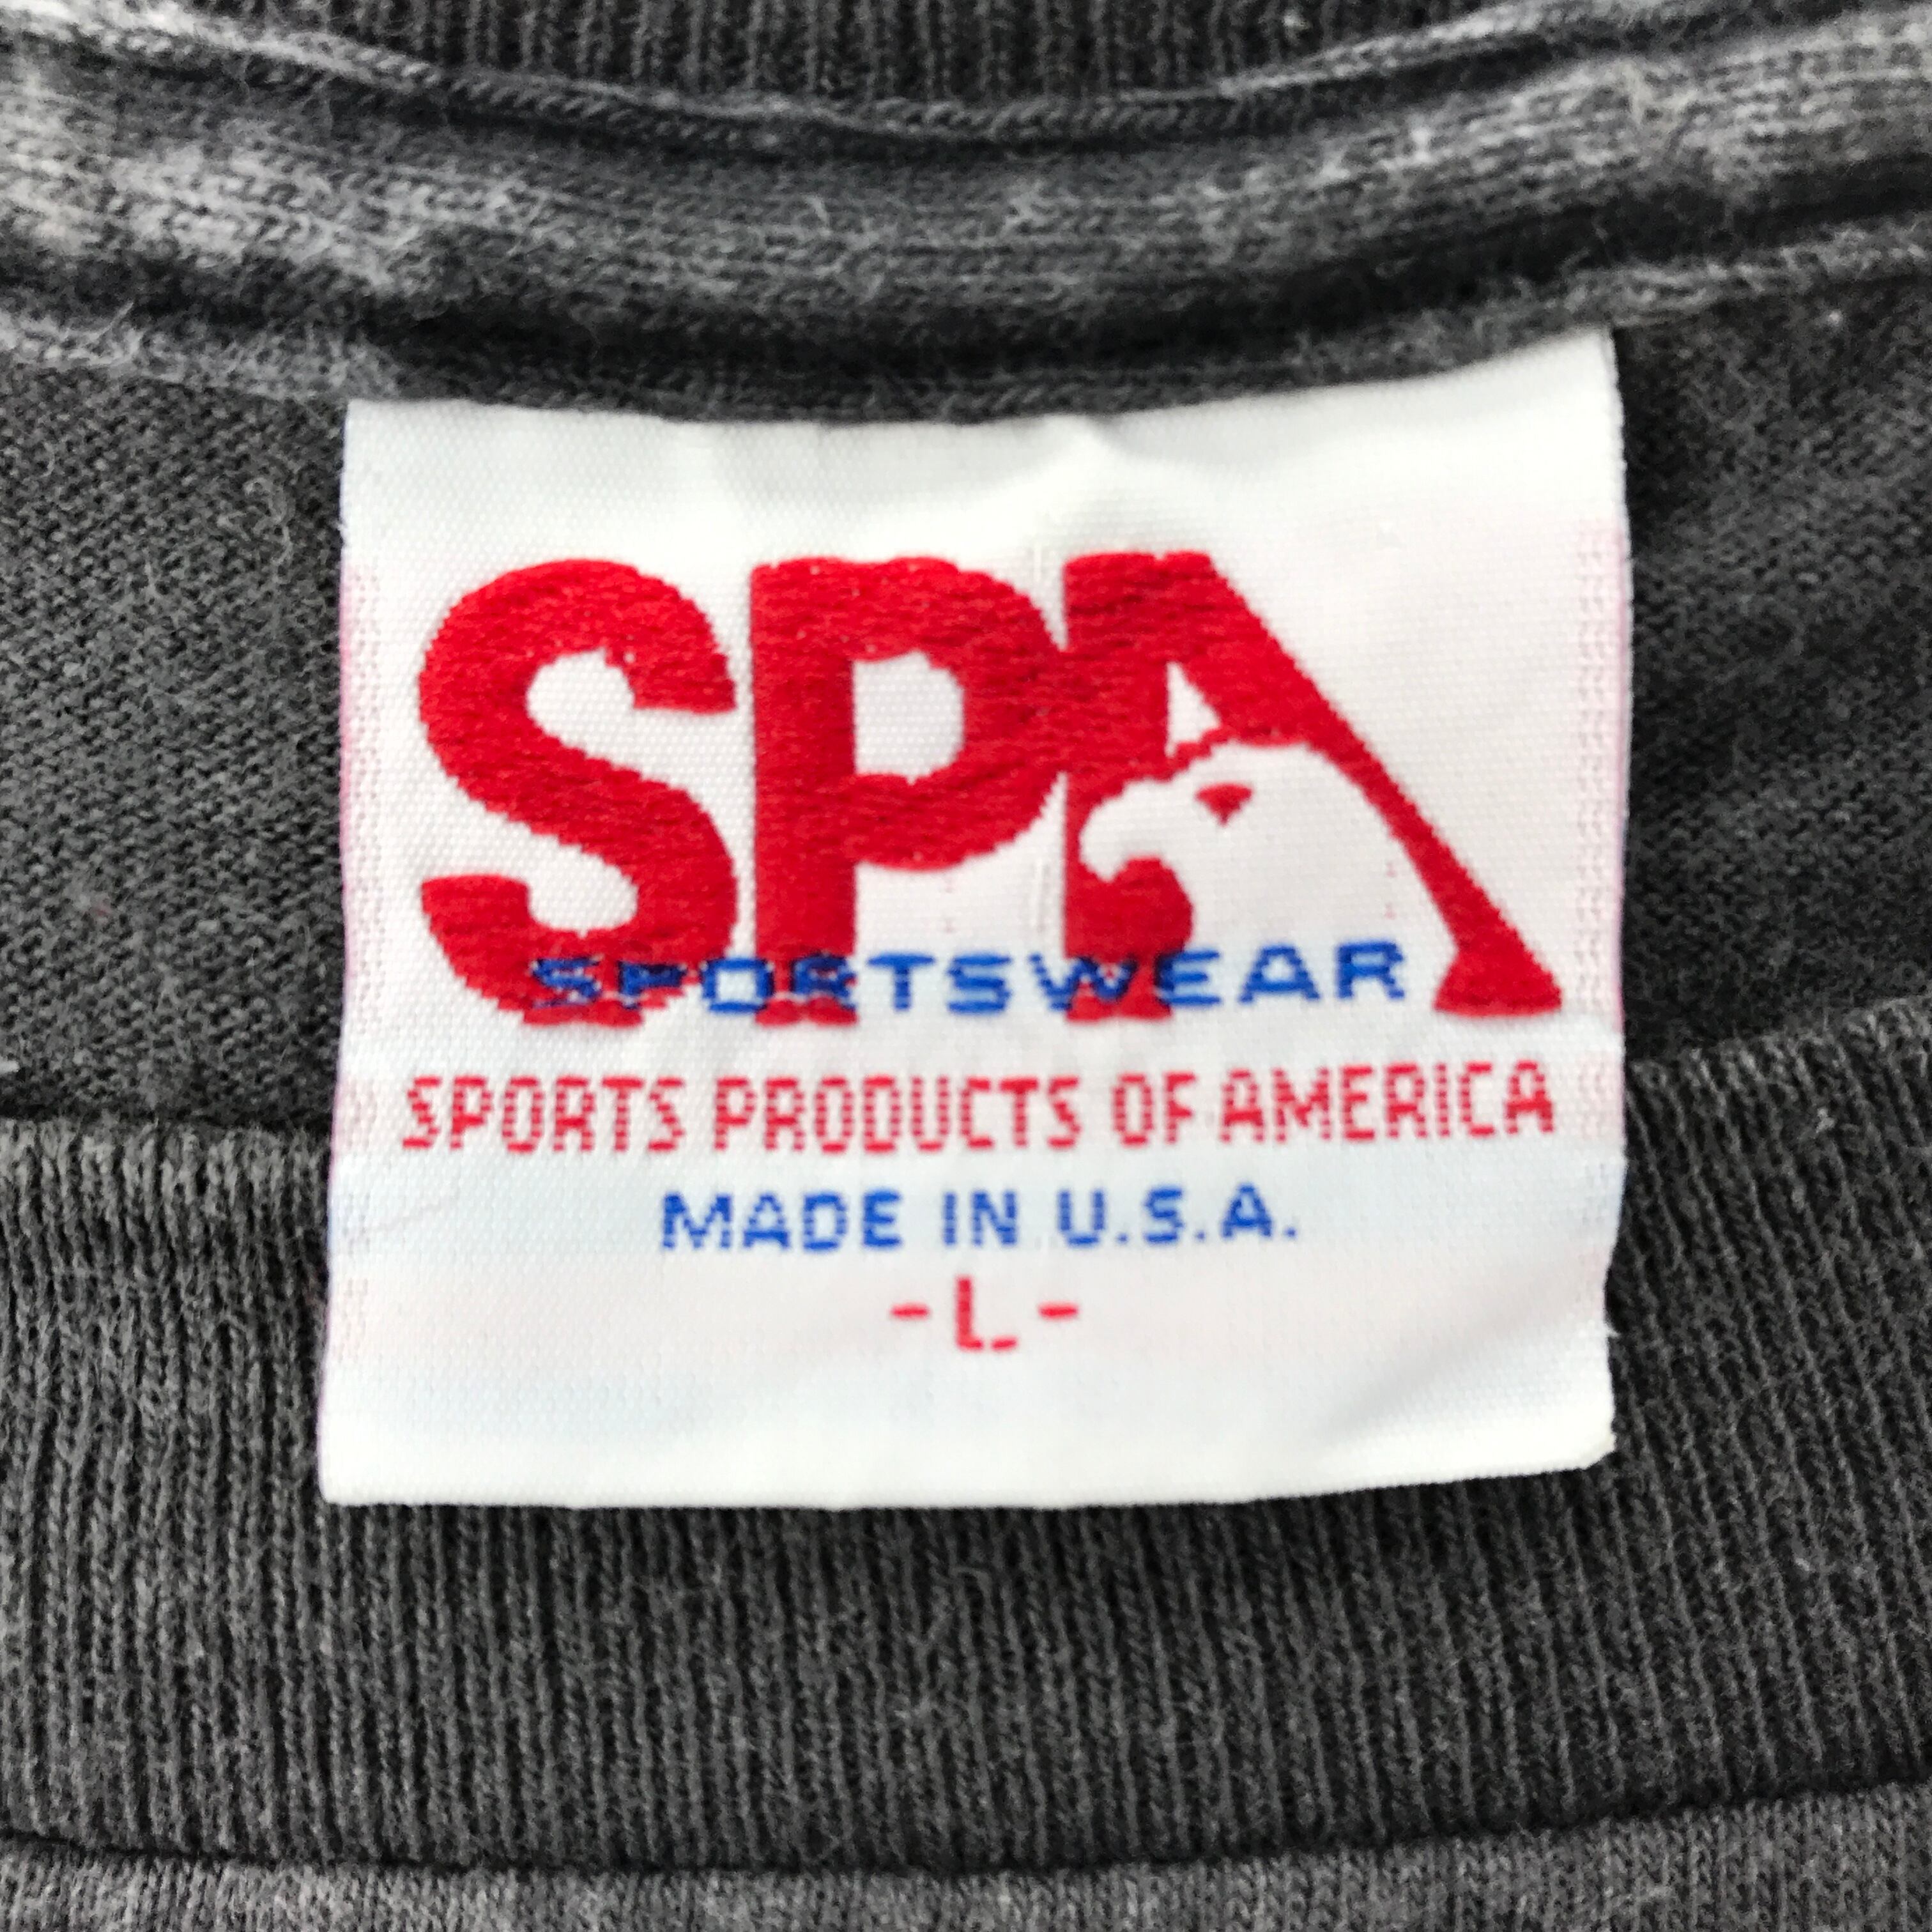 SPA
SPORTSWEAR
SPORTS PRODUCTS OF AMERICA
MADE IN U.S.A.
-L-